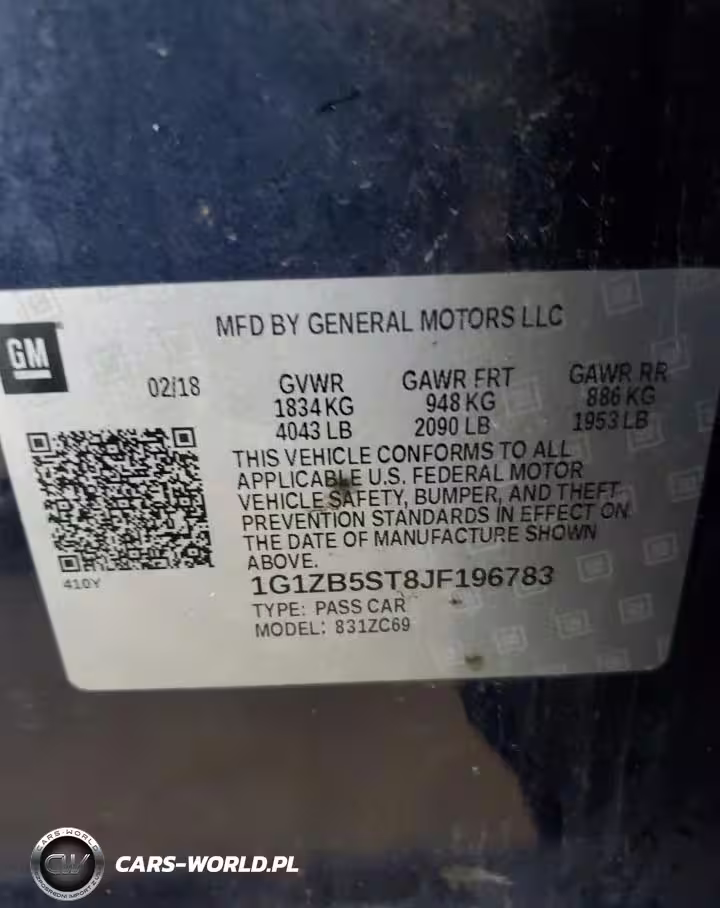 MFD BY GENERAL MOTORS LLC
GM
02/18
GVWR
1834 KG
4043 LB
GAWR FRT
948 KG
2090 LB
GAWR RR
886 KG
1953 LB
THIS VEHICLE CONFORMS TO ALL
APPLICABLE U.S. FEDERAL MOTOR
VEHICLE SAFETY, BUMPER, AND THEFT
PREVENTION STANDARDS IN EFFECT ON
THE DATE OF MANUFACTURE SHOWN
ABOVE.
410Y
1G1ZB5ST8JF196783
TYPE: PASS CAR
MODEL: 831ZC69
CARS-WORLD
CW
CARS-WORLD.PL